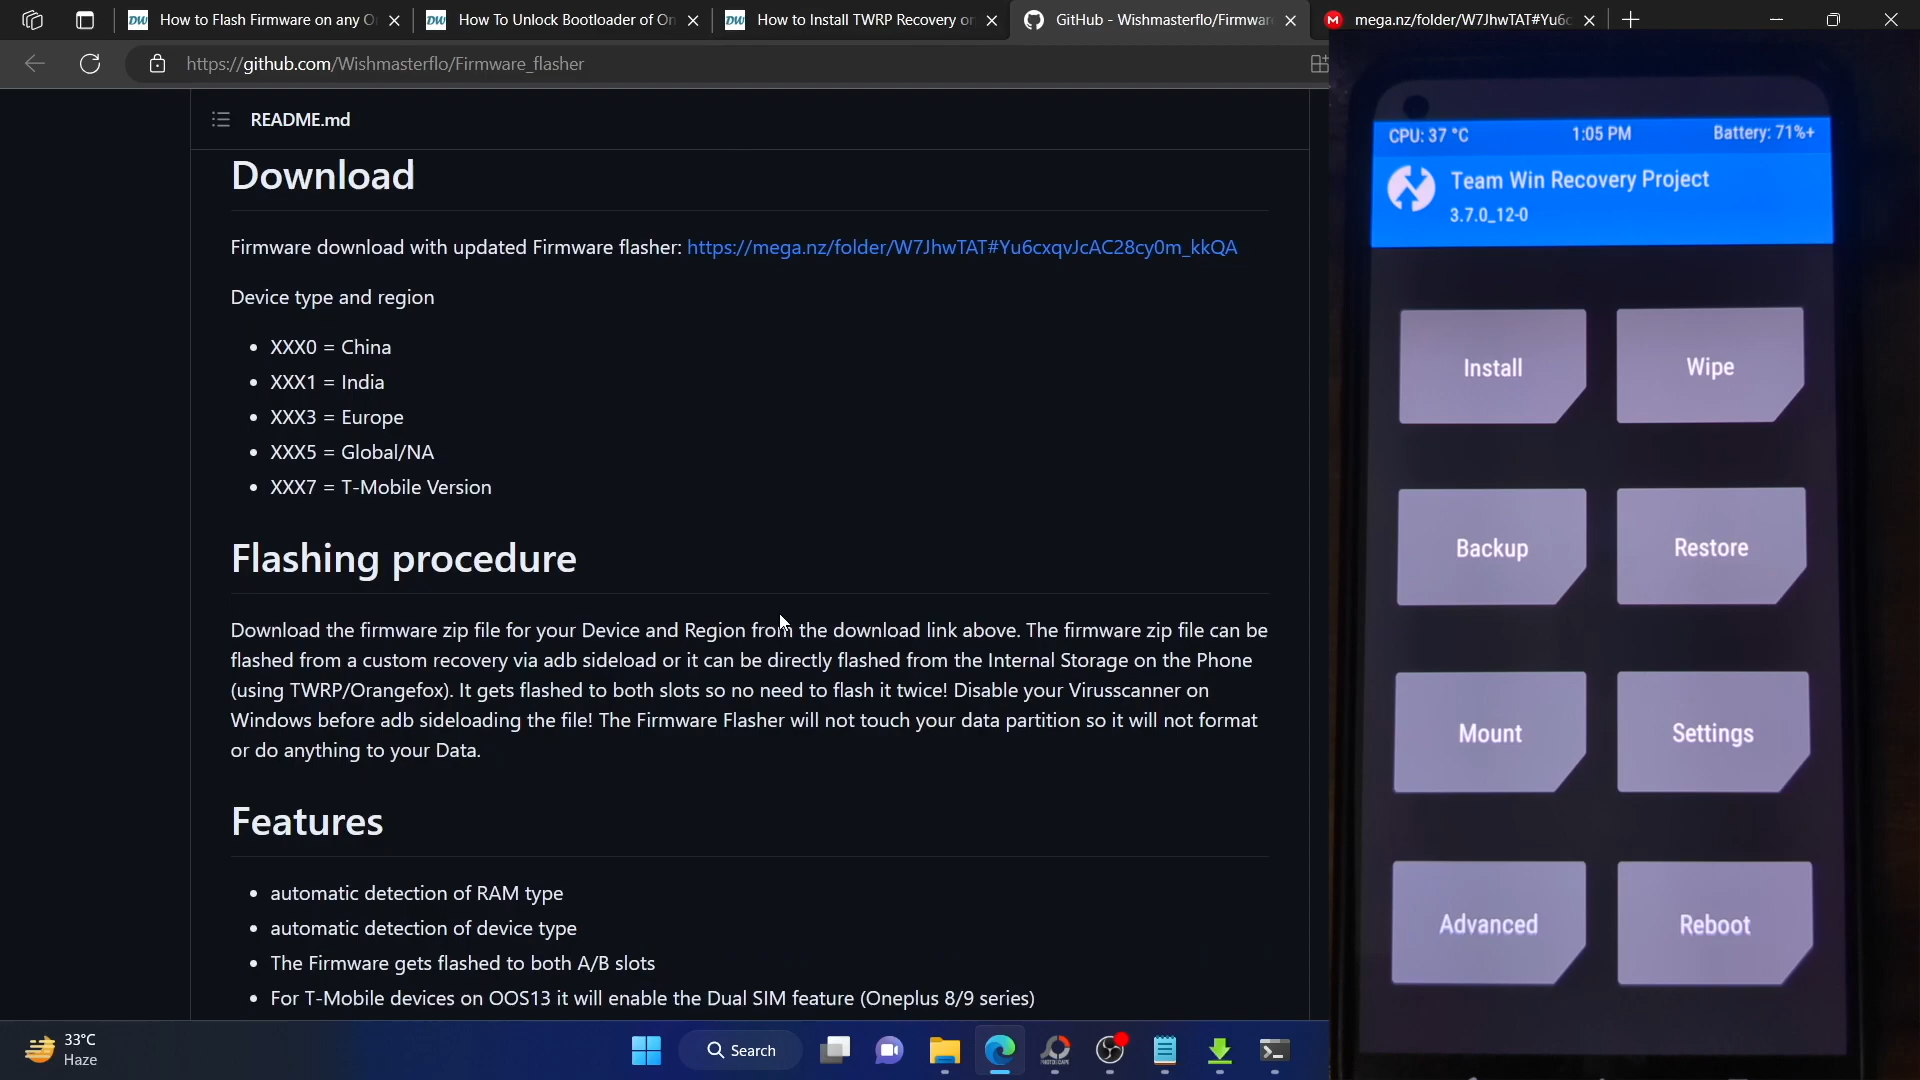 How to Flash Firmware on any O
How To Unlock Bootloader of On
How to Install TWRP Recovery or
GitHub - Wishmasterflo/Firmwar
mega.nz/folder/W7JhwTAT#Yu6c
https://github.com/Wishmasterflo/Firmware_flasher
README.md
Download
Firmware download with updated Firmware flasher: https://mega.nz/folder/W7JhwTAT#Yu6cxqvJcAC28cy0m_kkQA
Device type and region
XXX0 = China
XXX1 = India
XXX3 = Europe
XXX5 = Global/NA
XXX7 = T-Mobile Version
Flashing procedure
Download the firmware zip file for your Device and Region from the download link above. The firmware zip file can be
flashed from a custom recovery via adb sideload or it can be directly flashed from the Internal Storage on the Phone
(using TWRP/Orangefox). It gets flashed to both slots so no need to flash it twice! Disable your Virusscanner on
Windows before adb sideloading the file! The Firmware Flasher will not touch your data partition so it will not format
or do anything to your Data.
Features
automatic detection of RAM type
automatic detection of device type
The Firmware gets flashed to both A/B slots
For T-Mobile devices on OOS13 it will enable the Dual SIM feature (Oneplus 8/9 series)
33°C
Haze
Search
CPU: 37 °C 1:05 PM Battery: 71%+
Team Win Recovery Project
3.7.0_12-0
Install Wipe
Backup Restore
Mount Settings
Advanced Reboot